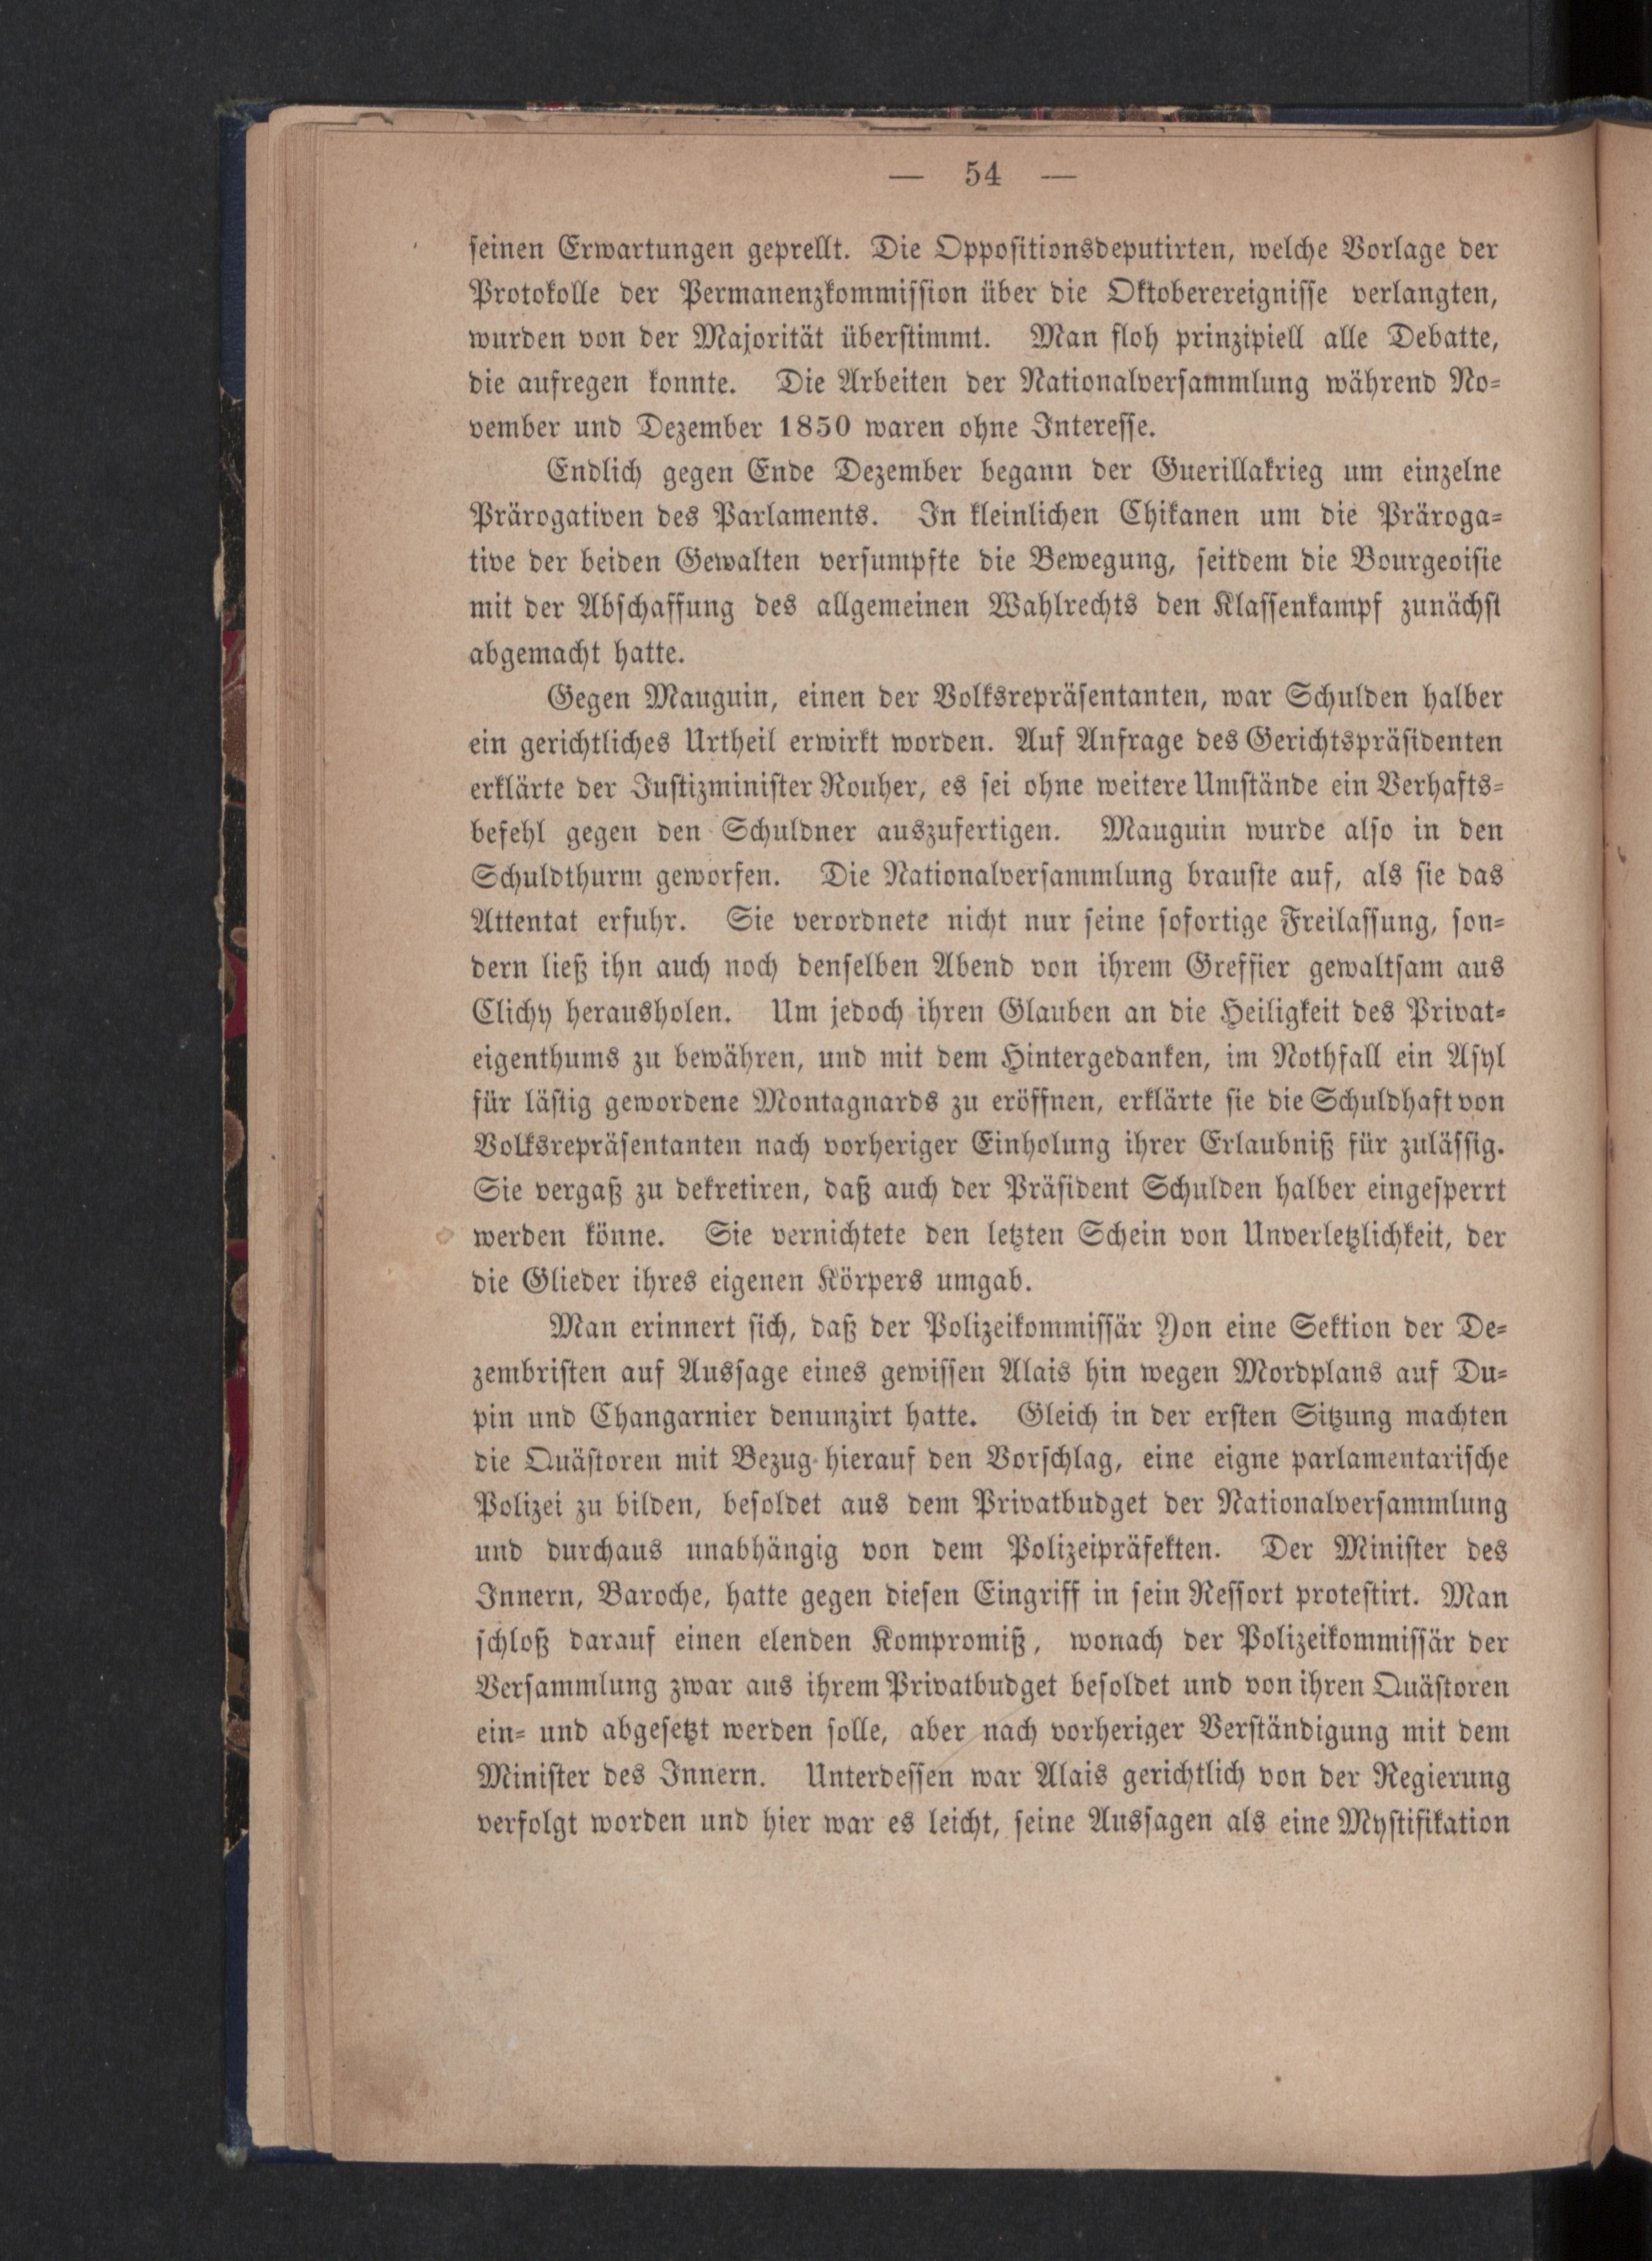 — 54 —
seinen Erwartungen geprellt. Die Oppositionsdeputirten, welche Vorlage der
Protokolle der Permanenzkommission über die Oktoberereignisse verlangten,
wurden von der Majorität überstimmt. Man floh prinzipiell alle Debatte,
die aufregen konnte. Die Arbeiten der Nationalversammlung während No-
vember und Dezember 1850 waren ohne Interesse.
Endlich gegen Ende Dezember begann der Guerillakrieg um einzelne
Prärogativen des Parlaments. In kleinlichen Chikanen um die Präroga-
tive der beiden Gewalten versumpfte die Bewegung, seitdem die Bourgeoisie
mit der Abschaffung des allgemeinen Wahlrechts den Klassenkampf zunächst
abgemacht hatte.
Gegen Mauguin, einen der Volksrepräsentanten, war Schulden halber
ein gerichtliches Urtheil erwirkt worden. Auf Anfrage des Gerichtspräsidenten
erklärte der Justizminister Rouher, es sei ohne weitere Umstände ein Verhafts-
befehl gegen den Schuldner auszufertigen. Mauguin wurde also in den
Schuldthurm geworfen. Die Nationalversammlung brauste auf, als sie das
Attentat erfuhr. Sie verordnete nicht nur seine sofortige Freilassung, son-
dern ließ ihn auch noch denselben Abend von ihrem Greffier gewaltsam aus
Clichy herausholen. Um jedoch ihren Glauben an die Heiligkeit des Privat-
eigenthums zu bewähren, und mit dem Hintergedanken, im Nothfall ein Asyl
für lästig gewordene Montagnards zu eröffnen, erklärte sie die Schuldhaft von
Volksrepräsentanten nach vorheriger Einholung ihrer Erlaubniß für zulässig.
Sie vergaß zu dekretiren, daß auch der Präsident Schulden halber eingesperrt
werden könne. Sie vernichtete den letzten Schein von Unverletzlichkeit, der
die Glieder ihres eigenen Körpers umgab.
Man erinnert sich, daß der Polizeikommissär Yon eine Sektion der De-
zembristen auf Aussage eines gewissen Alais hin wegen Mordplans auf Du-
pin und Changarnier denunzirt hatte. Gleich in der ersten Sitzung machten
die Quästoren mit Bezug hierauf den Vorschlag, eine eigne parlamentarische
Polizei zu bilden, besoldet aus dem Privatbudget der Nationalversammlung
und durchaus unabhängig von dem Polizeipräfekten. Der Minister des
Innern, Baroche, hatte gegen diesen Eingriff in sein Ressort protestirt. Man
schloß darauf einen elenden Kompromiß, wonach der Polizeikommissär der
Versammlung zwar aus ihrem Privatbudget besoldet und von ihren Quästoren
ein- und abgesetzt werden solle, aber nach vorheriger Verständigung mit dem
Minister des Innern. Unterdessen war Alais gerichtlich von der Regierung
verfolgt worden und hier war es leicht, seine Aussagen als eine Mystifikation